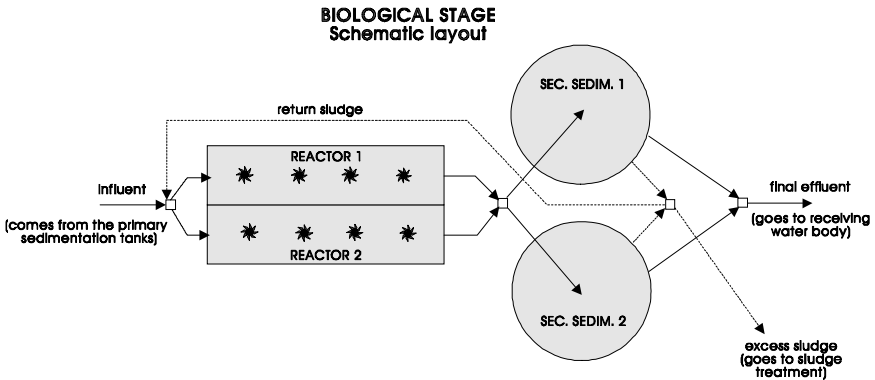 BIOLOGICAL STAGE
Schematic layout
SEC. SEDIM. 1
return sludge
REACTOR 1
influent
(comes from the primary
sedimentation tanks)
REACTOR 2
final effluent
(goes to receiving
water body)
SEC. SEDIM. 2
excess sludge
(goes to sludge
treatment)